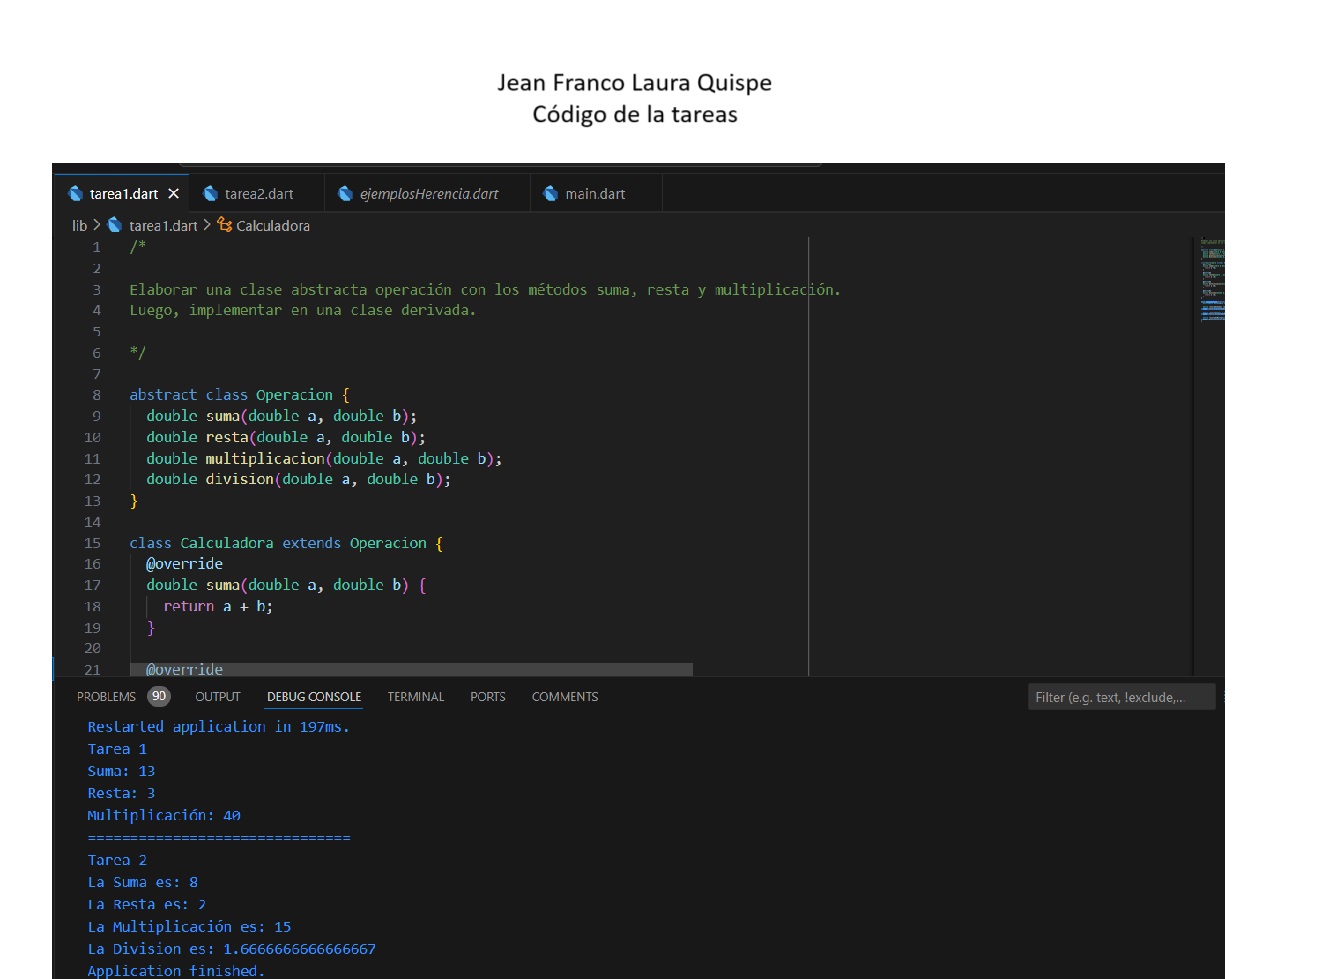 Jean Franco Laura Quispe
Código de la tareas
tarea1.dart tarea2.dart ejemplosHerencia.dart main.dart
lib > tarea1.dart > Calculadora
1 /*
2
3 Elaborar una clase abstracta operación con los métodos suma, resta y multiplicación.
4 Luego, implementar en una clase derivada.
5
6 */
7
8 abstract class Operacion {
9 double suma(double a, double b);
10 double resta(double a, double b);
11 double multiplicacion(double a, double b);
12 double division(double a, double b);
13 }
14
15 class Calculadora extends Operacion {
16 @override
17 double suma(double a, double b) {
18 return a + b;
19 }
20
21 @override
PROBLEMS 90 OUTPUT DEBUG CONSOLE TERMINAL PORTS COMMENTS Filter (e.g. text, !exclude,...
Restarted application in 197ms.
Tarea 1
Suma: 13
Resta: 3
Multiplicación: 40
===============================
Tarea 2
La Suma es: 8
La Resta es: 2
La Multiplicación es: 15
La Division es: 1.6666666666666667
Application finished.